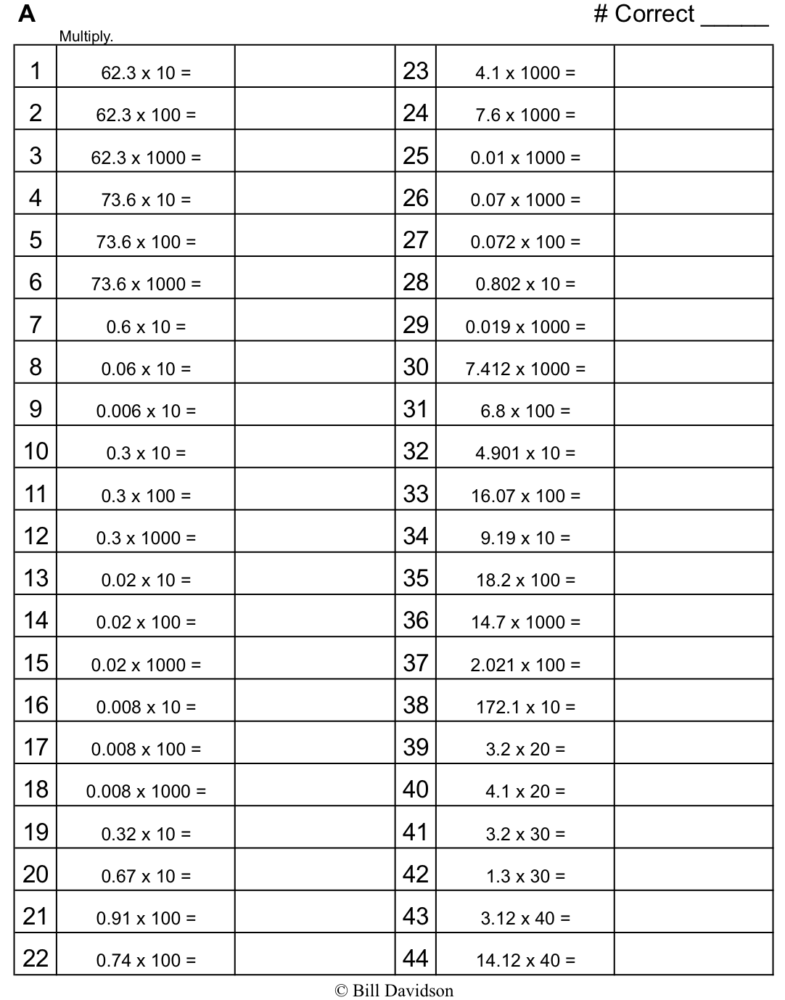 A # Correct _____
Multiply.
1 62.3 x 10 = 23 4.1 x 1000 =
2 62.3 x 100 = 24 7.6 x 1000 =
3 62.3 x 1000 = 25 0.01 x 1000 =
4 73.6 x 10 = 26 0.07 x 1000 =
5 73.6 x 100 = 27 0.072 x 100 =
6 73.6 x 1000 = 28 0.802 x 10 =
7 0.6 x 10 = 29 0.019 x 1000 =
8 0.06 x 10 = 30 7.412 x 1000 =
9 0.006 x 10 = 31 6.8 x 100 =
10 0.3 x 10 = 32 4.901 x 10 =
11 0.3 x 100 = 33 16.07 x 100 =
12 0.3 x 1000 = 34 9.19 x 10 =
13 0.02 x 10 = 35 18.2 x 100 =
14 0.02 x 100 = 36 14.7 x 1000 =
15 0.02 x 1000 = 37 2.021 x 100 =
16 0.008 x 10 = 38 172.1 x 10 =
17 0.008 x 100 = 39 3.2 x 20 =
18 0.008 x 1000 = 40 4.1 x 20 =
19 0.32 x 10 = 41 3.2 x 30 =
20 0.67 x 10 = 42 1.3 x 30 =
21 0.91 x 100 = 43 3.12 x 40 =
22 0.74 x 100 = 44 14.12 x 40 =
© Bill Davidson